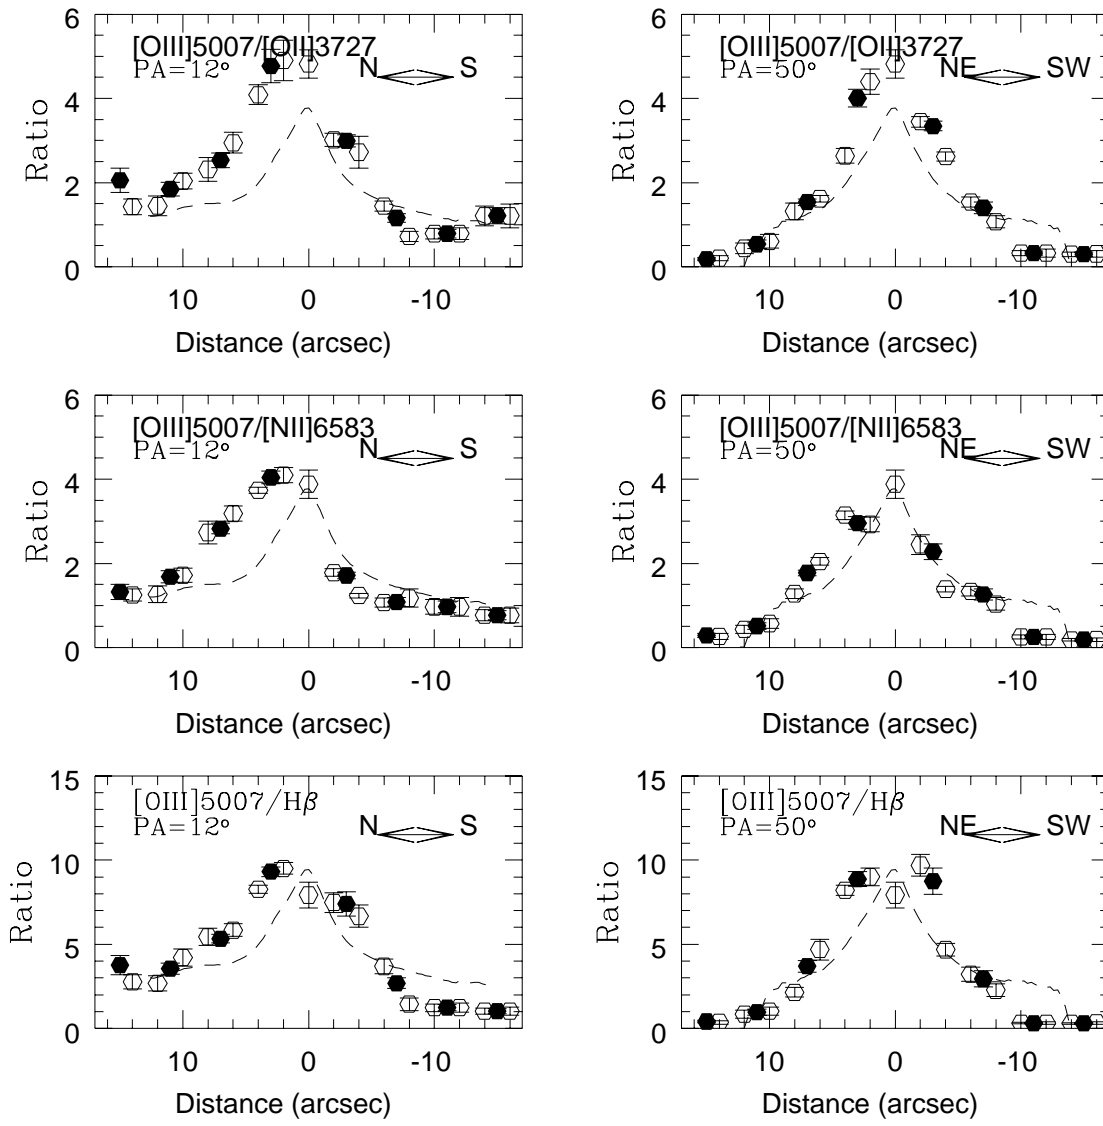 [OIII]5007/[OII]3727
PA=12°
N S
Ratio
6
4
2
0
10 0 -10
Distance (arcsec)
[OIII]5007/[OII]3727
PA=50°
NE SW
Ratio
6
4
2
0
10 0 -10
Distance (arcsec)
[OIII]5007/[NII]6583
PA=12°
N S
Ratio
6
4
2
0
10 0 -10
Distance (arcsec)
[OIII]5007/[NII]6583
PA=50°
NE SW
Ratio
6
4
2
0
10 0 -10
Distance (arcsec)
[OIII]5007/Hβ
PA=12°
N S
Ratio
15
10
5
0
10 0 -10
Distance (arcsec)
[OIII]5007/Hβ
PA=50°
NE SW
Ratio
15
10
5
0
10 0 -10
Distance (arcsec)